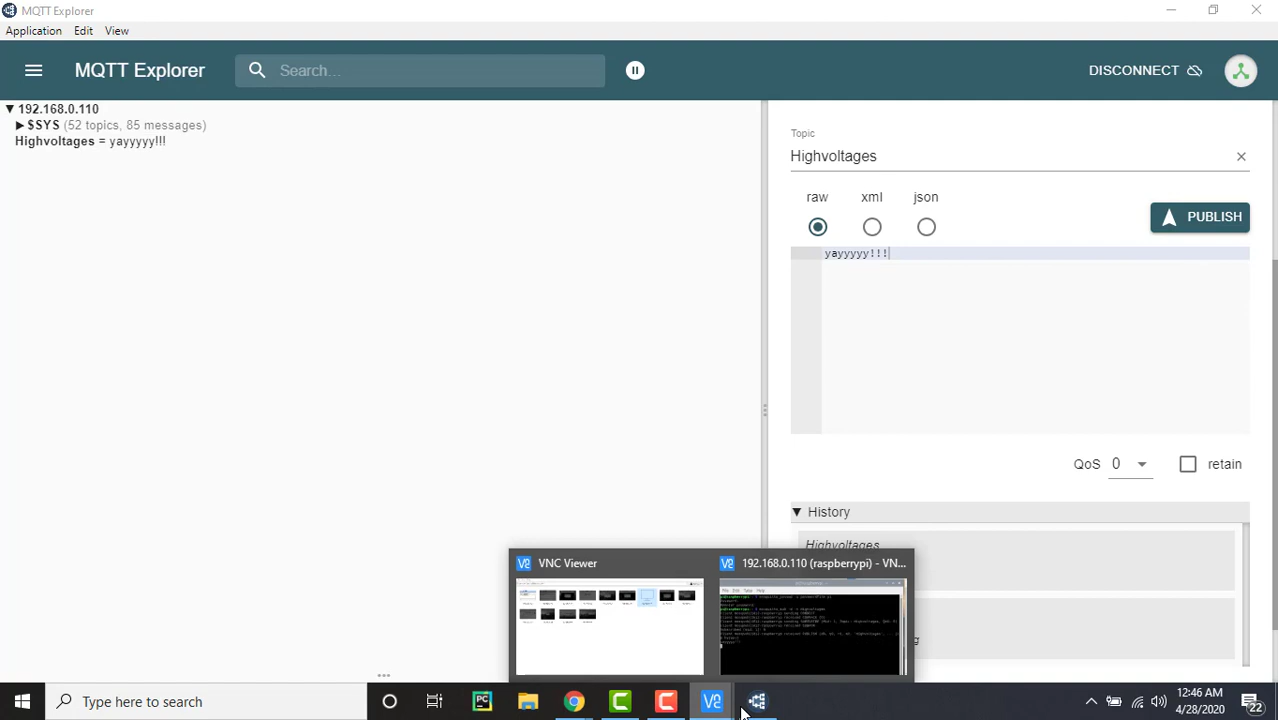 MQTT Explorer
Application Edit View
MQTT Explorer
Search...
DISCONNECT
192.168.0.110
$SYS (52 topics, 85 messages)
Highvoltages = yayyyyy!!!
Topic
Highvoltages
raw xml json
PUBLISH
yayyyyy!!!
QoS 0 retain
History
Highvoltages
VNC Viewer
192.168.0.110 (raspberrypi) - VN...
Type here to search
12:46 AM
4/28/2020
22